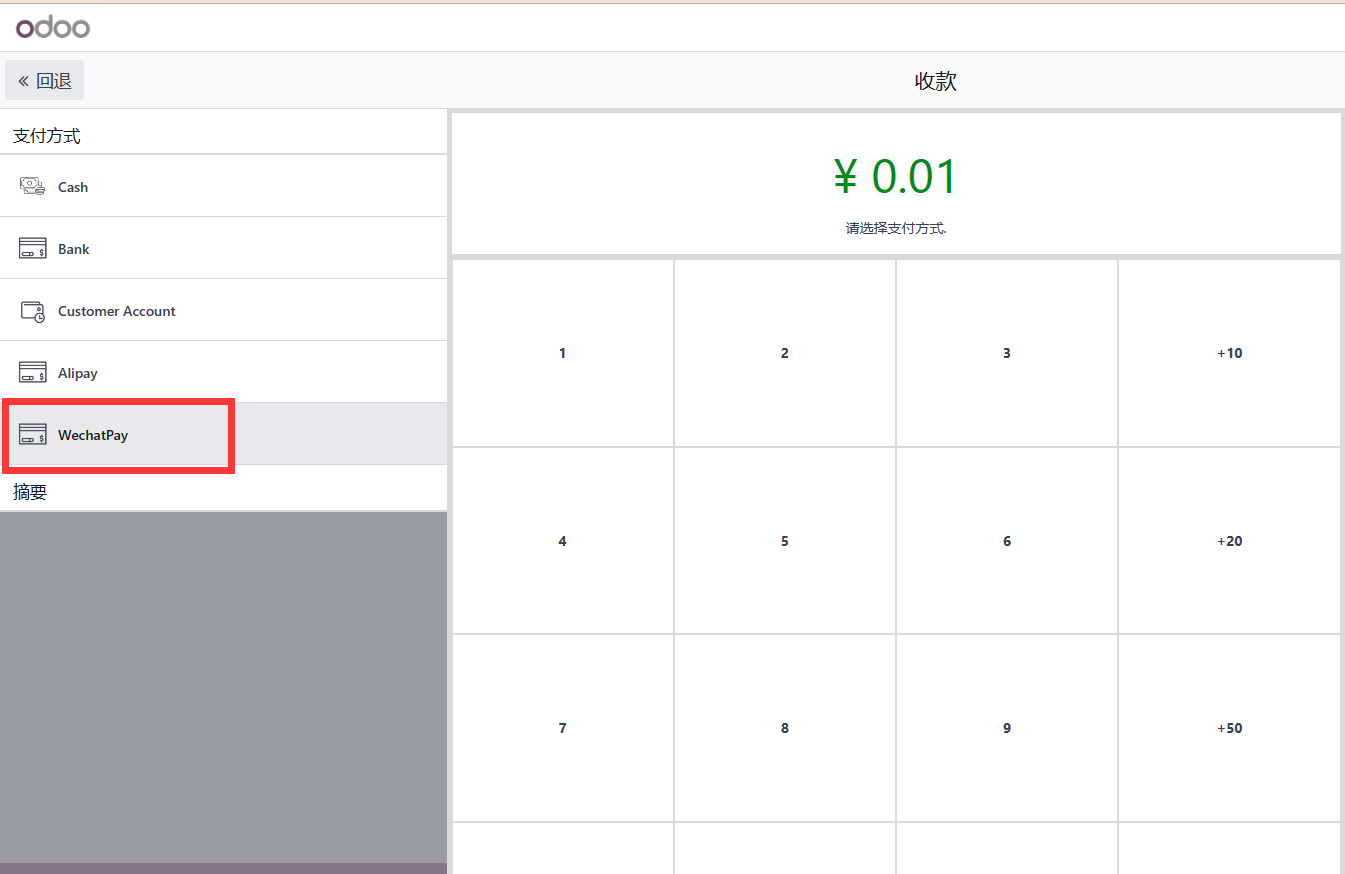 odoo
« 回退
收款
支付方式
Cash
Bank
Customer Account
Alipay
WechatPay
摘要
¥ 0.01
请选择支付方式.
1 2 3 +10
4 5 6 +20
7 8 9 +50